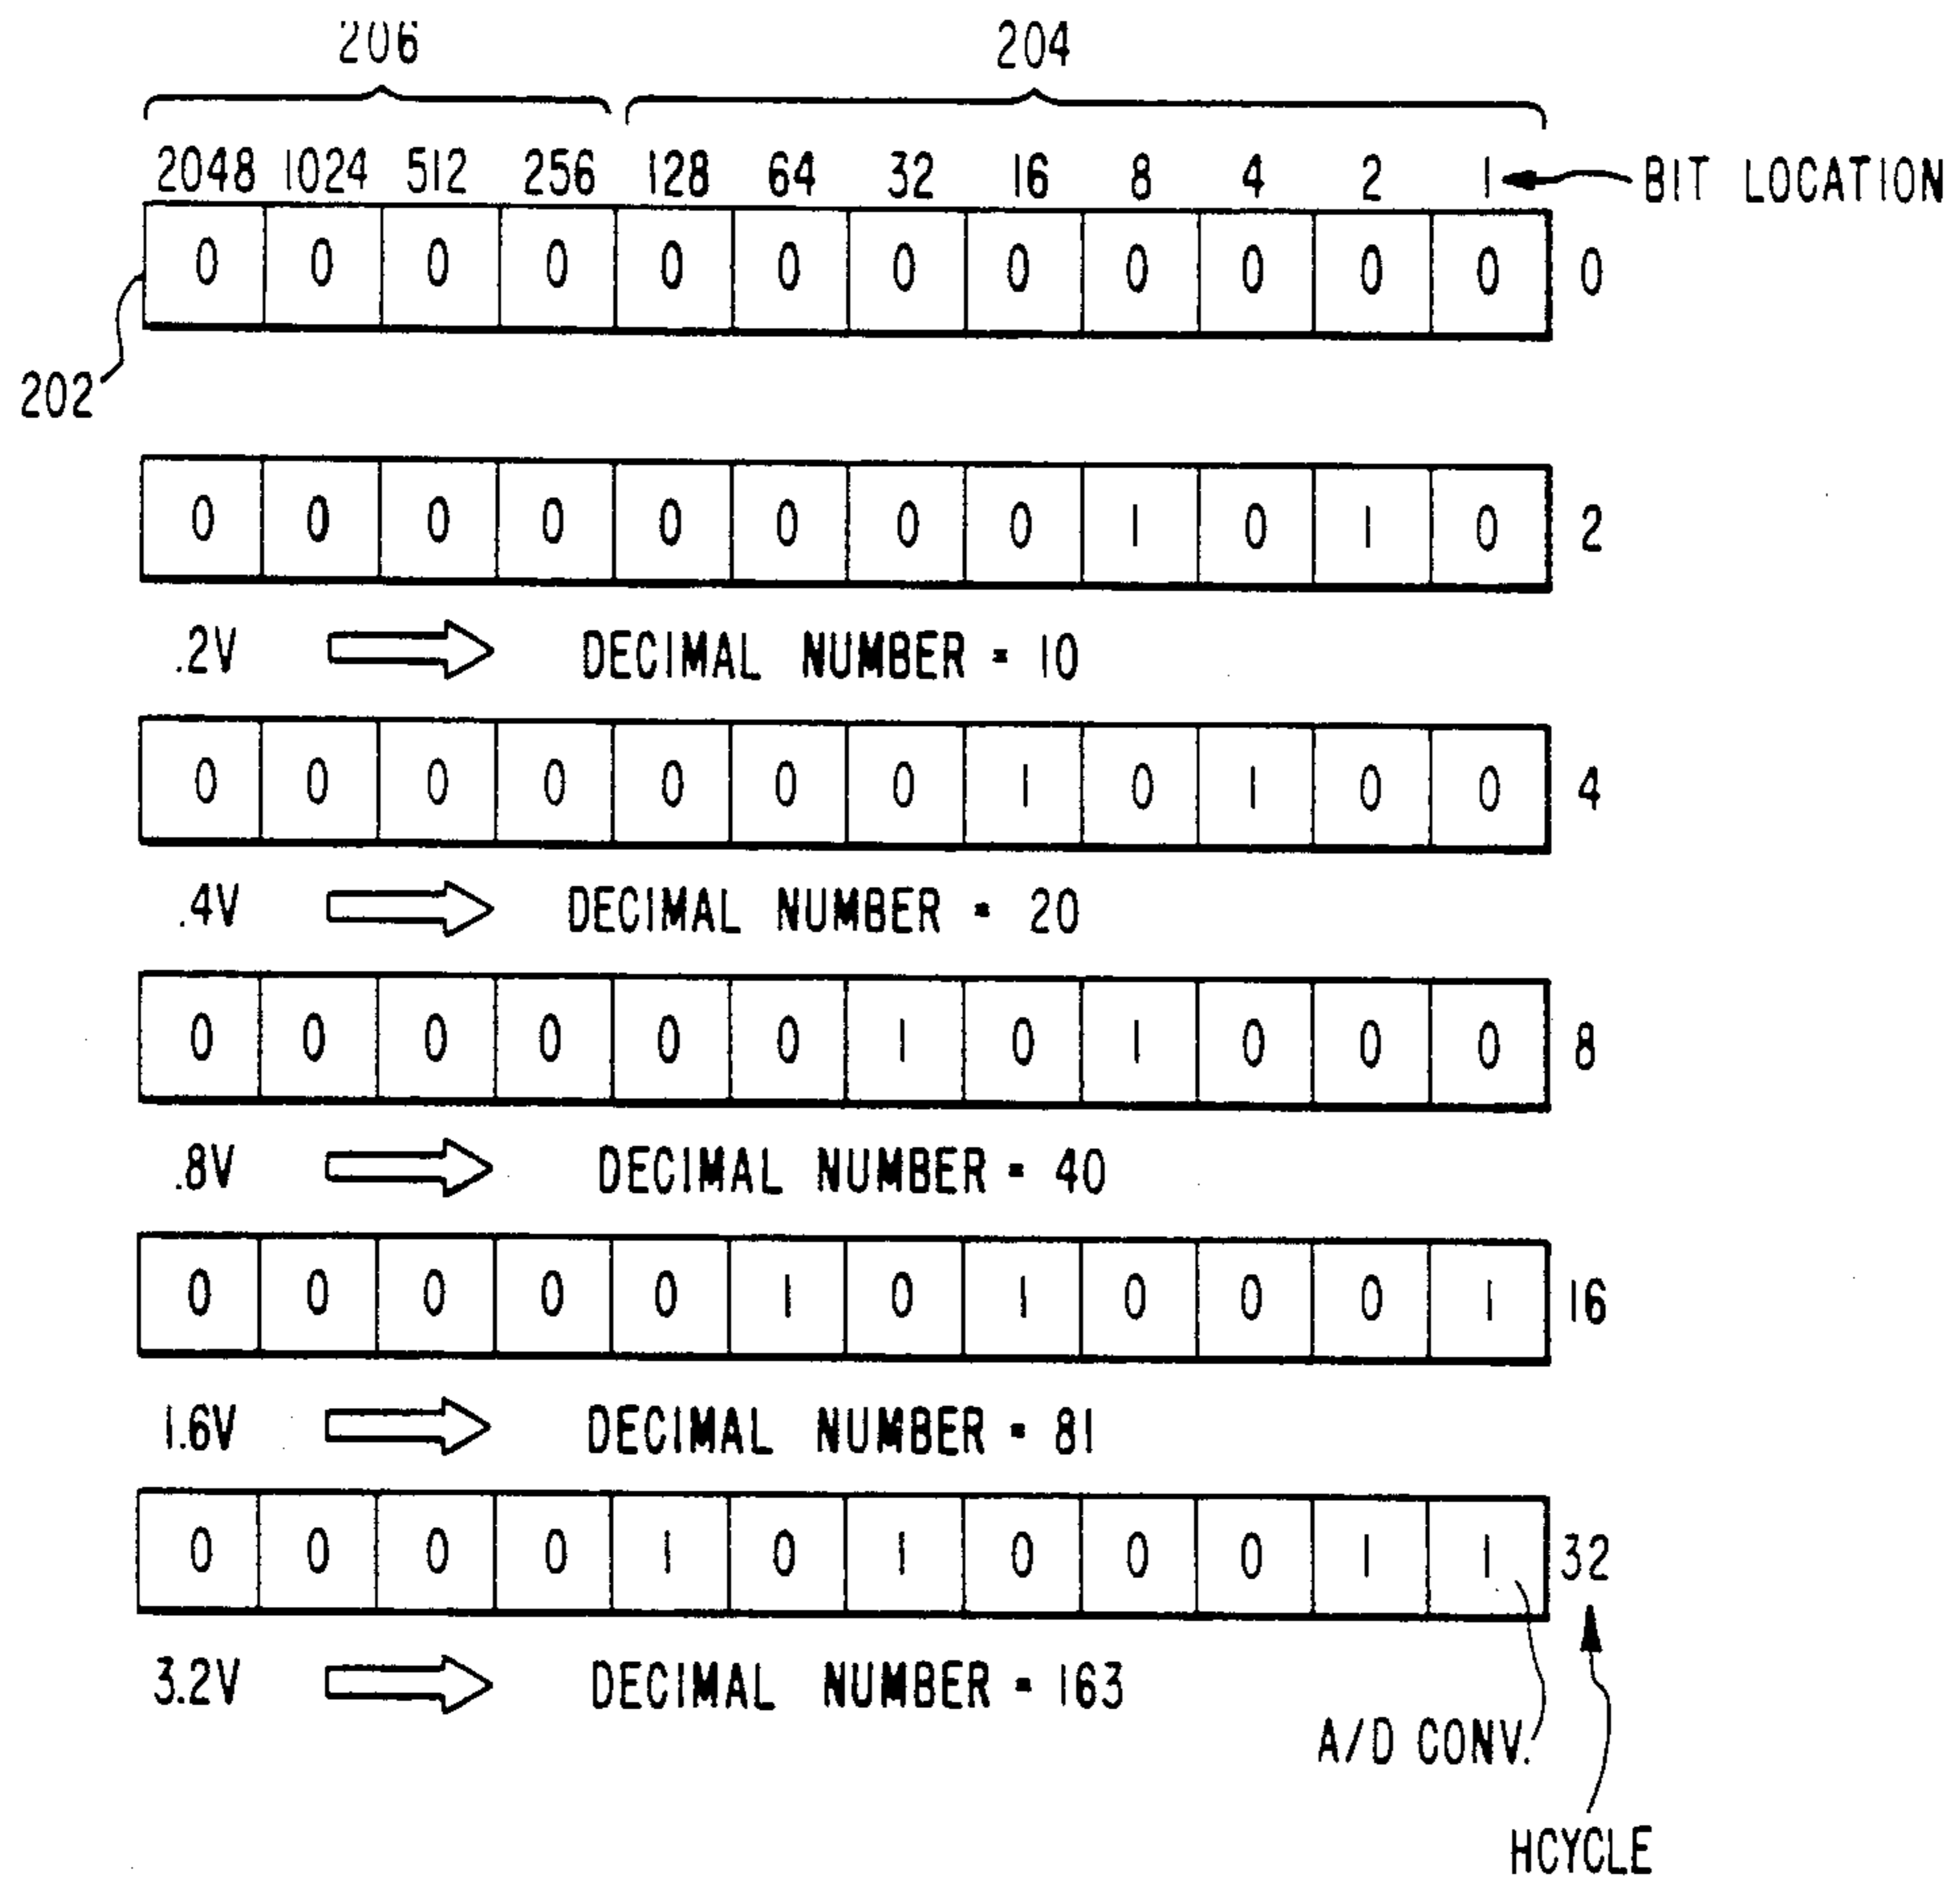 206 204
2048 1024 512 256 128 64 32 16 8 4 2 1 BIT LOCATION
0 0 0 0 0 0 0 0 0 0 0 0 0
202
0 0 0 0 0 0 0 0 1 0 1 0 2
.2V DECIMAL NUMBER = 10
0 0 0 0 0 0 0 1 0 1 0 0 4
.4V DECIMAL NUMBER = 20
0 0 0 0 0 0 1 0 1 0 0 0 8
.8V DECIMAL NUMBER = 40
0 0 0 0 0 1 0 1 0 0 0 1 16
1.6V DECIMAL NUMBER = 81
0 0 0 0 1 0 1 0 0 0 1 1 32
3.2V DECIMAL NUMBER = 163
A/D CONV.
HCYCLE